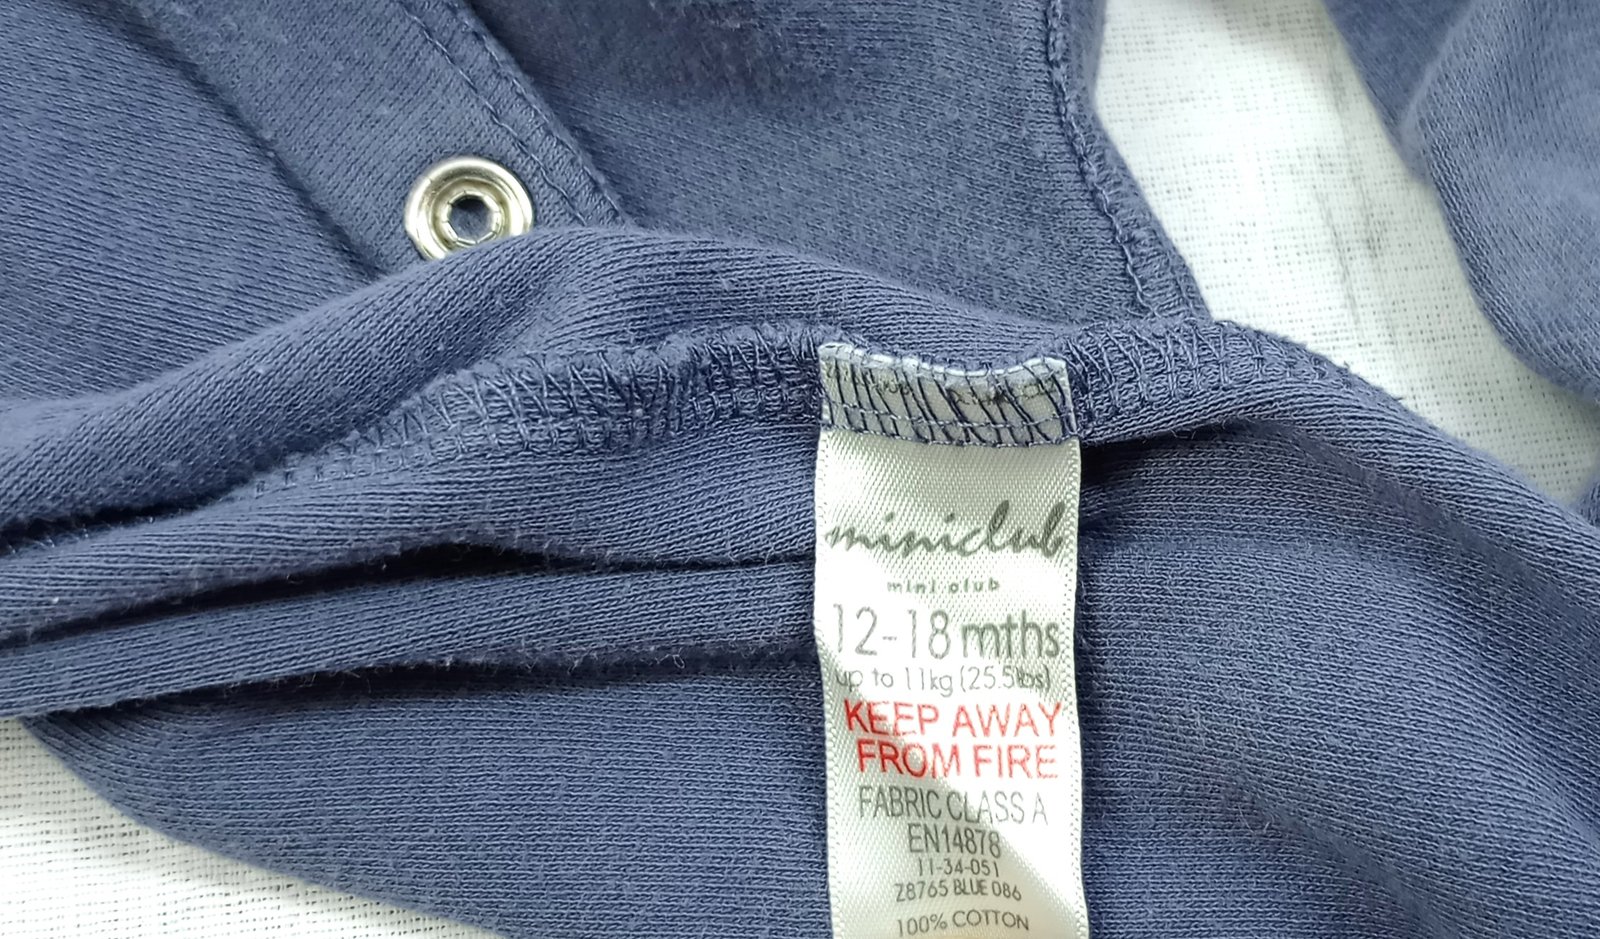 miniclub
mini club
12-18 mths
up to 11kg (25.5lbs)
KEEP AWAY
FROM FIRE
FABRIC CLASS A
EN14878
11-34-051
Z8765 BLUE 086
100% COTTON